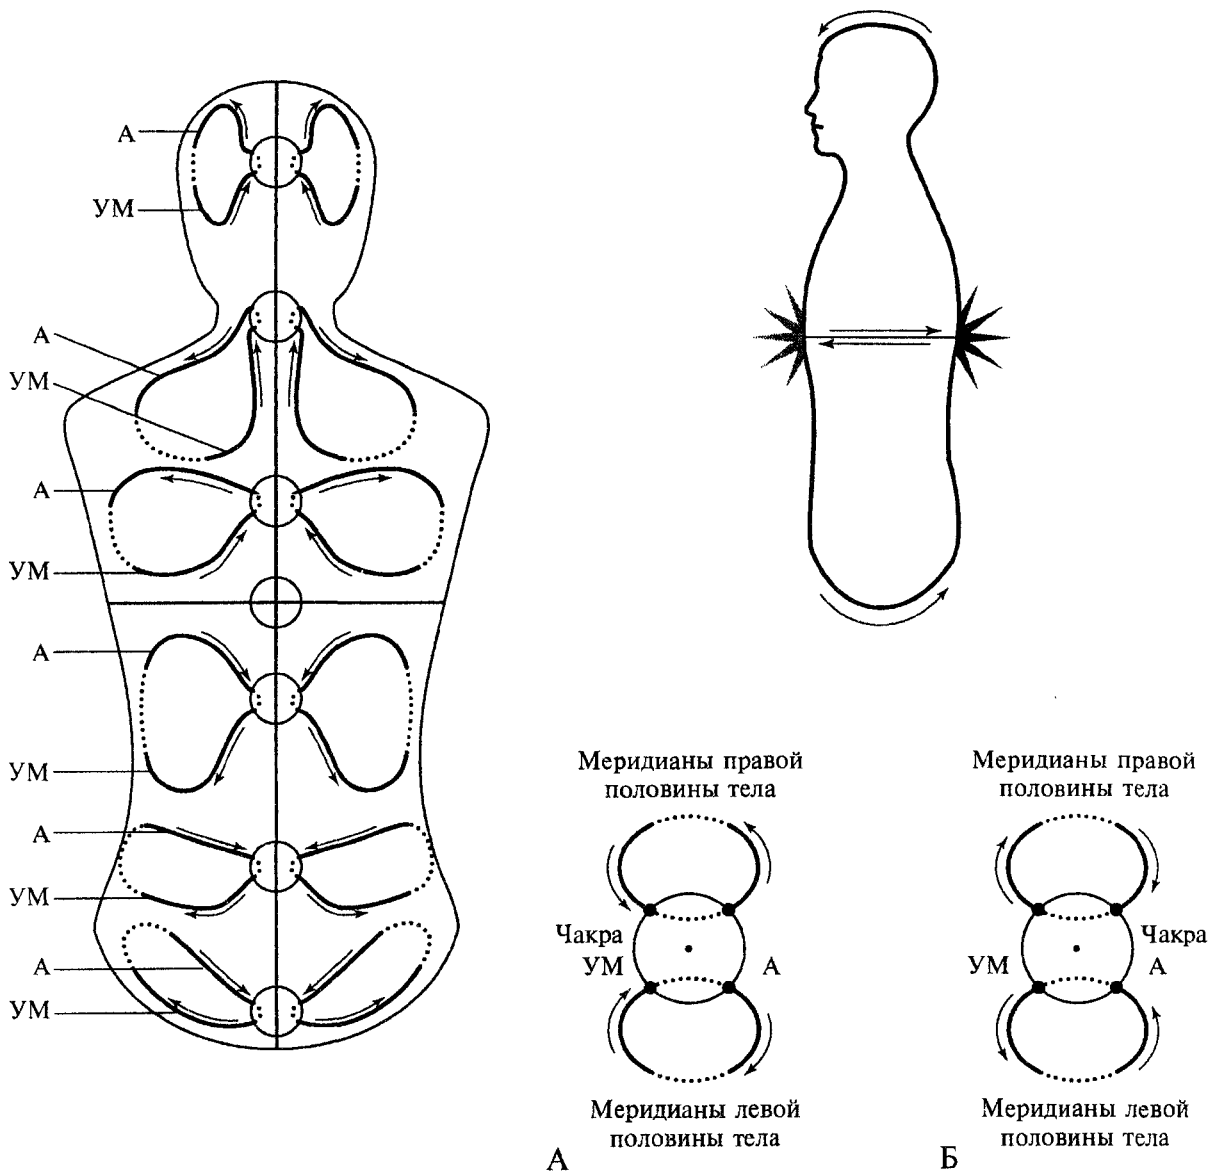 А
УМ
А
УМ
А
УМ
А
УМ
А
УМ
А
УМ
Меридианы правой
половины тела
Чакра
УМ
А
Меридианы левой
половины тела
А
Меридианы правой
половины тела
Чакра
УМ
А
Меридианы левой
половины тела
Б